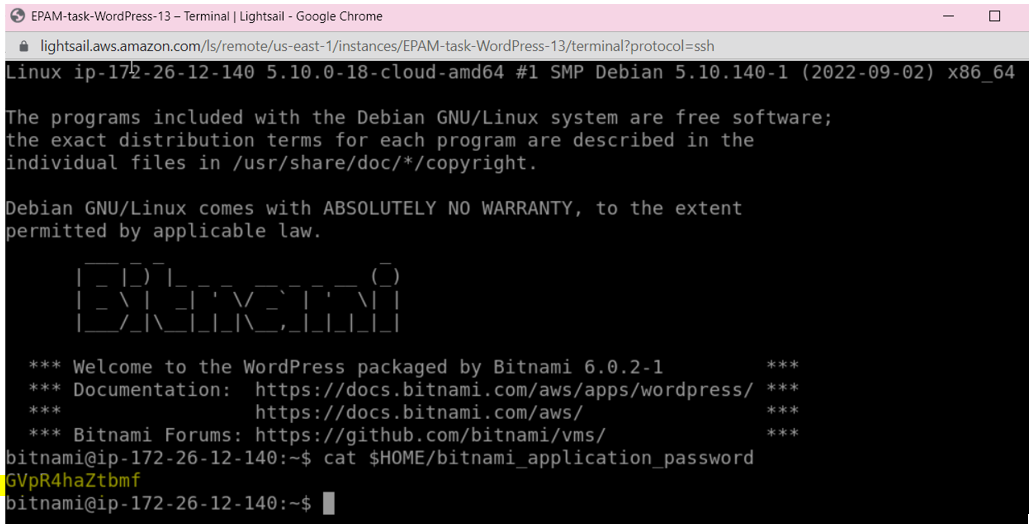 EPAM-task-WordPress-13 – Terminal | Lightsail - Google Chrome
lightsail.aws.amazon.com/ls/remote/us-east-1/instances/EPAM-task-WordPress-13/terminal?protocol=ssh
Linux ip-172-26-12-140 5.10.0-18-cloud-amd64 #1 SMP Debian 5.10.140-1 (2022-09-02) x86_64
The programs included with the Debian GNU/Linux system are free software;
the exact distribution terms for each program are described in the
individual files in /usr/share/doc/*/copyright.
Debian GNU/Linux comes with ABSOLUTELY NO WARRANTY, to the extent
permitted by applicable law.
Bitnami
*** Welcome to the WordPress packaged by Bitnami 6.0.2-1 ***
*** Documentation: https://docs.bitnami.com/aws/apps/wordpress/ ***
*** https://docs.bitnami.com/aws/ ***
*** Bitnami Forums: https://github.com/bitnami/vms/ ***
bitnami@ip-172-26-12-140:~$ cat $HOME/bitnami_application_password
GVpR4haZtbmf
bitnami@ip-172-26-12-140:~$